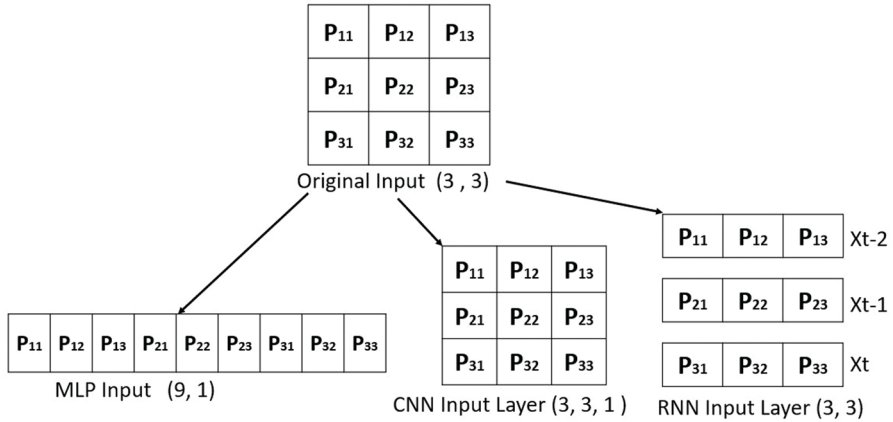 P11 P12 P13
P21 P22 P23
P31 P32 P33
Original Input (3 , 3)
P11 P12 P13 P21 P22 P23 P31 P32 P33
MLP Input (9, 1)
P11 P12 P13
P21 P22 P23
P31 P32 P33
CNN Input Layer (3, 3, 1 )
P11 P12 P13 Xt-2
P21 P22 P23 Xt-1
P31 P32 P33 Xt
RNN Input Layer (3, 3)